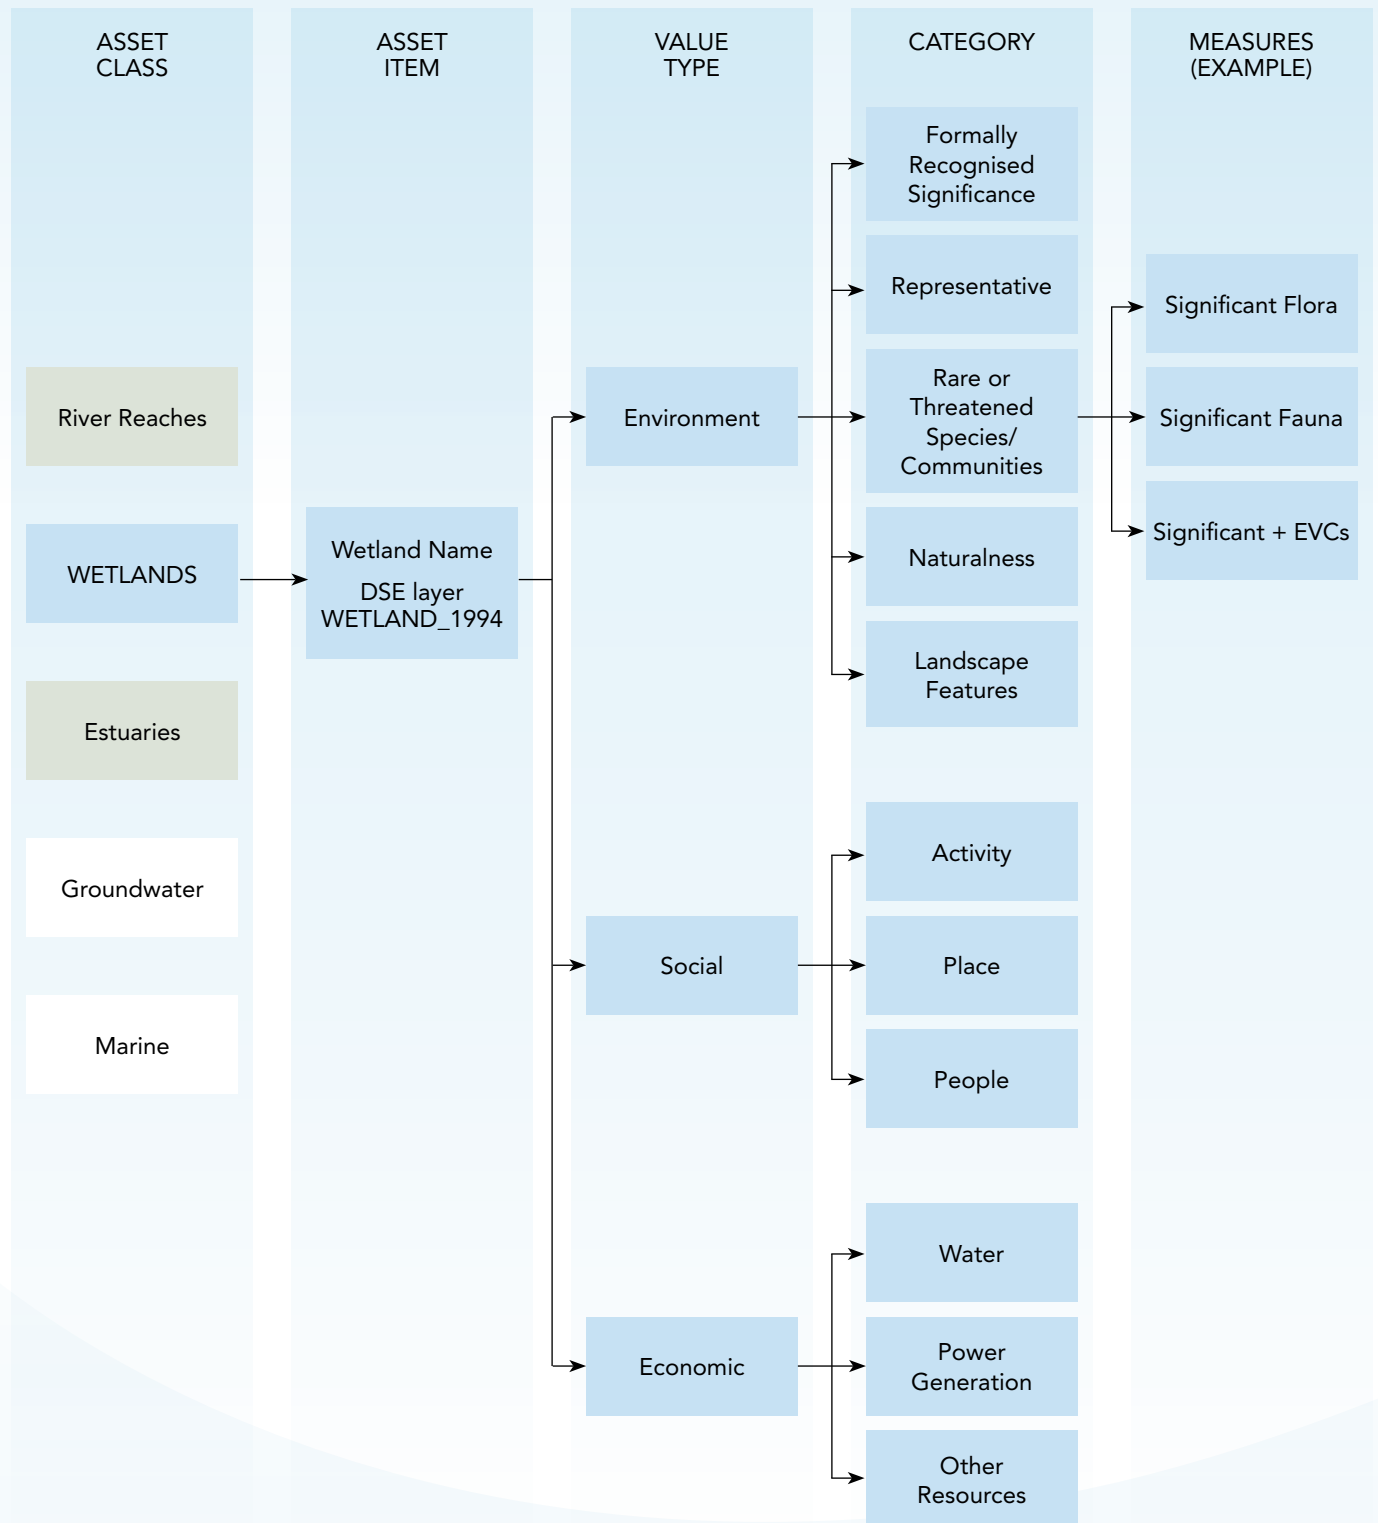 ASSET
CLASS
ASSET
ITEM
VALUE
TYPE
CATEGORY
MEASURES
(EXAMPLE)
River Reaches
WETLANDS
Estuaries
Groundwater
Marine
Wetland Name
DSE layer
WETLAND_1994
Environment
Social
Economic
Formally
Recognised
Significance
Representative
Rare or
Threatened
Species/
Communities
Naturalness
Landscape
Features
Activity
Place
People
Water
Power
Generation
Other
Resources
Significant Flora
Significant Fauna
Significant + EVCs